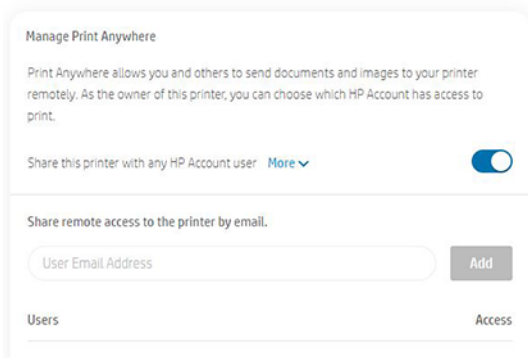 Manage Print Anywhere
Print Anywhere allows you and others to send documents and images to your printer
remotely. As the owner of this printer, you can choose which HP Account has access to
print.
Share this printer with any HP Account user More
Share remote access to the printer by email.
User Email Address Add
Users Access